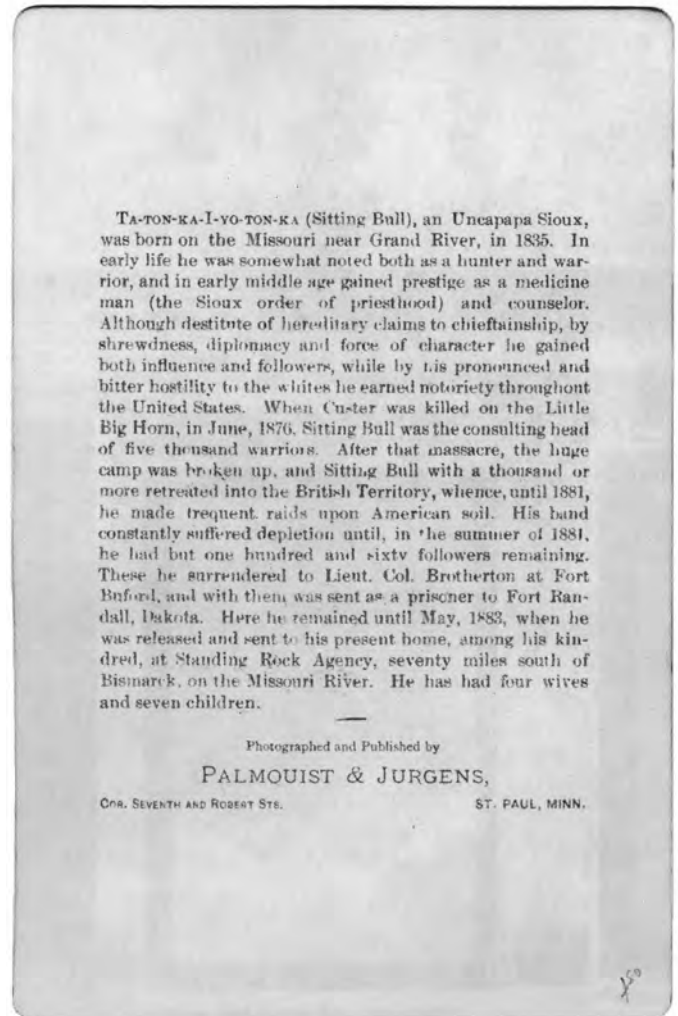 TA-TON-KA-I-YO-TON-KA (Sitting Bull), an Uncapapa Sioux,
was born on the Missouri near Grand River, in 1835. In
early life he was somewhat noted both as a hunter and war-
rior, and in early middle age gained prestige as a medicine
man (the Sioux order of priesthood) and counselor.
Although destitute of hereditary claims to chieftainship, by
shrewdness, diplomacy and force of character he gained
both influence and followers, while by his pronounced and
bitter hostility to the whites he earned notoriety throughout
the United States. When Custer was killed on the Little
Big Horn, in June, 1876, Sitting Bull was the consulting head
of five thousand warriors. After that massacre, the huge
camp was broken up, and Sitting Bull with a thousand or
more retreated into the British Territory, whence, until 1881,
he made frequent raids upon American soil. His band
constantly suffered depletion until, in the summer of 1881,
he had but one hundred and sixty followers remaining.
These he surrendered to Lieut. Col. Brotherton at Fort
Buford, and with them was sent as a prisoner to Fort Ran-
dall, Dakota. Here he remained until May, 1883, when he
was released and sent to his present home, among his kin-
dred, at Standing Rock Agency, seventy miles south of
Bismarck, on the Missouri River. He has had four wives
and seven children.
Photographed and Published by
PALMQUIST & JURGENS,
COR. SEVENTH AND ROBERT STS. ST. PAUL, MINN.